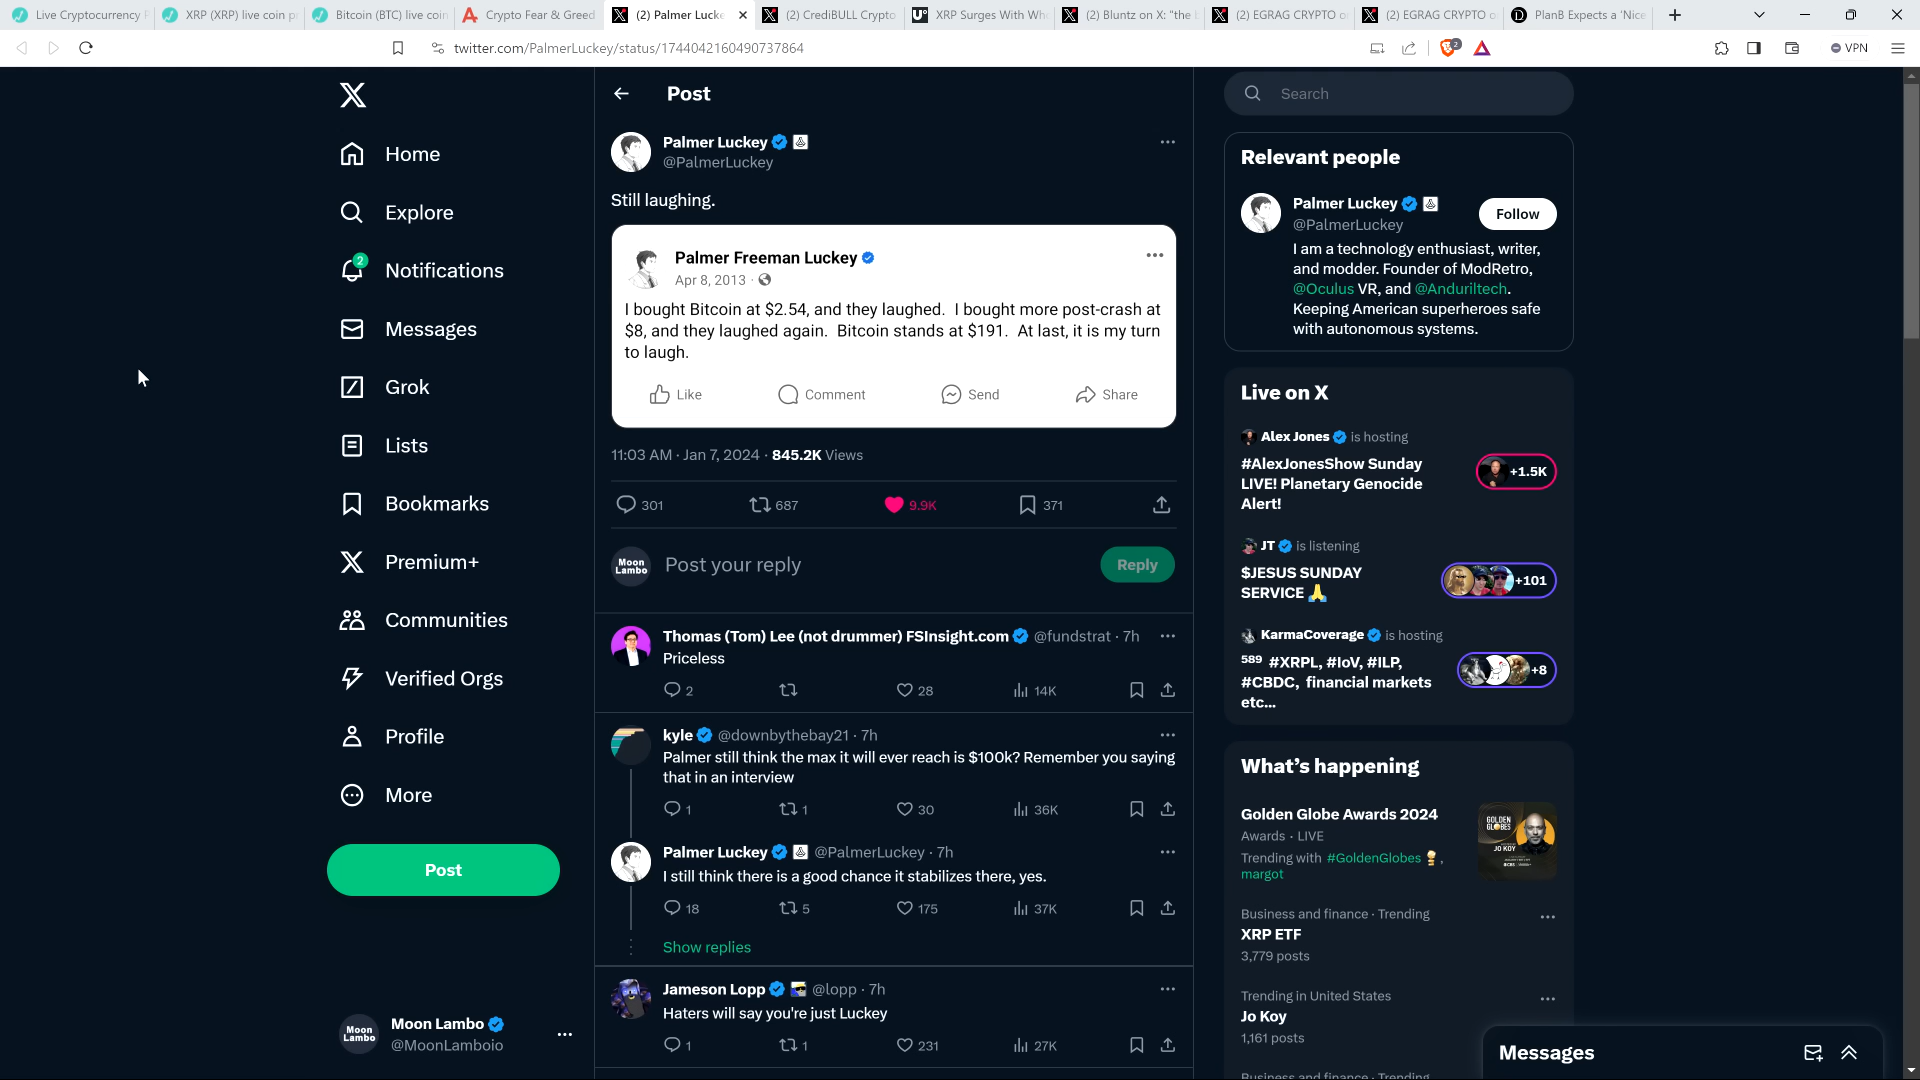 Live Cryptocurrency
XRP (XRP) live coin p
Bitcoin (BTC) live coin
Crypto Fear & Greed
(2) Palmer Lucke
(2) CrediBULL Crypto
XRP Surges With Wh
(2) Bluntz on X: "the
(2) EGRAG CRYPTO o
(2) EGRAG CRYPTO o
PlanB Expects a 'Nice
twitter.com/PalmerLuckey/status/1744042160490737864
2
VPN
Home
Explore
2
Notifications
Messages
Grok
Lists
Bookmarks
Premium+
Communities
Verified Orgs
Profile
More
Post
Moon Lambo
Moon Lambo
@MoonLamboio
Post
Palmer Luckey
@PalmerLuckey
Still laughing.
Palmer Freeman Luckey
Apr 8, 2013 ·
I bought Bitcoin at $2.54, and they laughed. I bought more post-crash at
$8, and they laughed again. Bitcoin stands at $191. At last, it is my turn
to laugh.
Like
Comment
Send
Share
11:03 AM · Jan 7, 2024 · 845.2K Views
301
687
9.9K
371
Moon Lambo
Post your reply
Reply
Thomas (Tom) Lee (not drummer) FSInsight.com @fundstrat · 7h
Priceless
2
28
14K
kyle @downbythebay21 · 7h
Palmer still think the max it will ever reach is $100k? Remember you saying
that in an interview
1
1
30
36K
Palmer Luckey @PalmerLuckey · 7h
I still think there is a good chance it stabilizes there, yes.
18
5
175
37K
Show replies
Jameson Lopp @lopp · 7h
Haters will say you're just Luckey
1
1
231
27K
Search
Relevant people
Palmer Luckey
@PalmerLuckey
Follow
I am a technology enthusiast, writer,
and modder. Founder of ModRetro,
@Oculus VR, and @Anduriltech.
Keeping American superheroes safe
with autonomous systems.
Live on X
Alex Jones is hosting
#AlexJonesShow Sunday
LIVE! Planetary Genocide
Alert!
+1.5K
JT is listening
$JESUS SUNDAY
SERVICE 🙏
+101
KarmaCoverage is hosting
⁵⁸⁹ #XRPL, #IoV, #ILP,
#CBDC, financial markets
etc...
+8
What's happening
Golden Globe Awards 2024
Awards · LIVE
Trending with #GoldenGlobes ,
margot
GOLDEN
GLOBES
JO KOY
Business and finance · Trending
XRP ETF
3,779 posts
Trending in United States
Jo Koy
1,161 posts
Business and finance · Trending
Messages